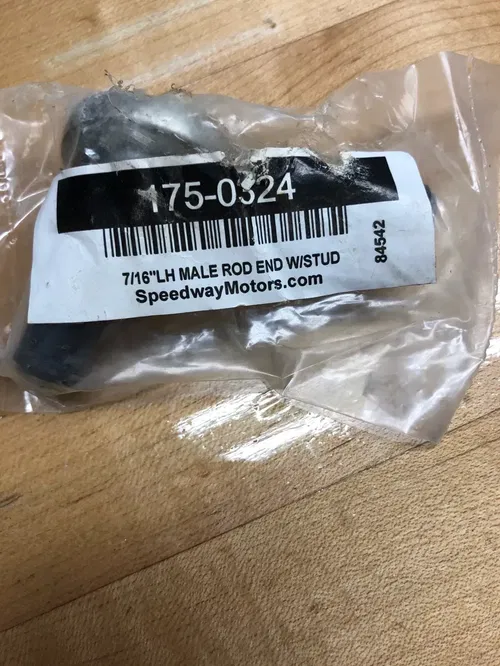 175-0324
7/16"LH MALE ROD END W/STUD
SpeedwayMotors.com
84542